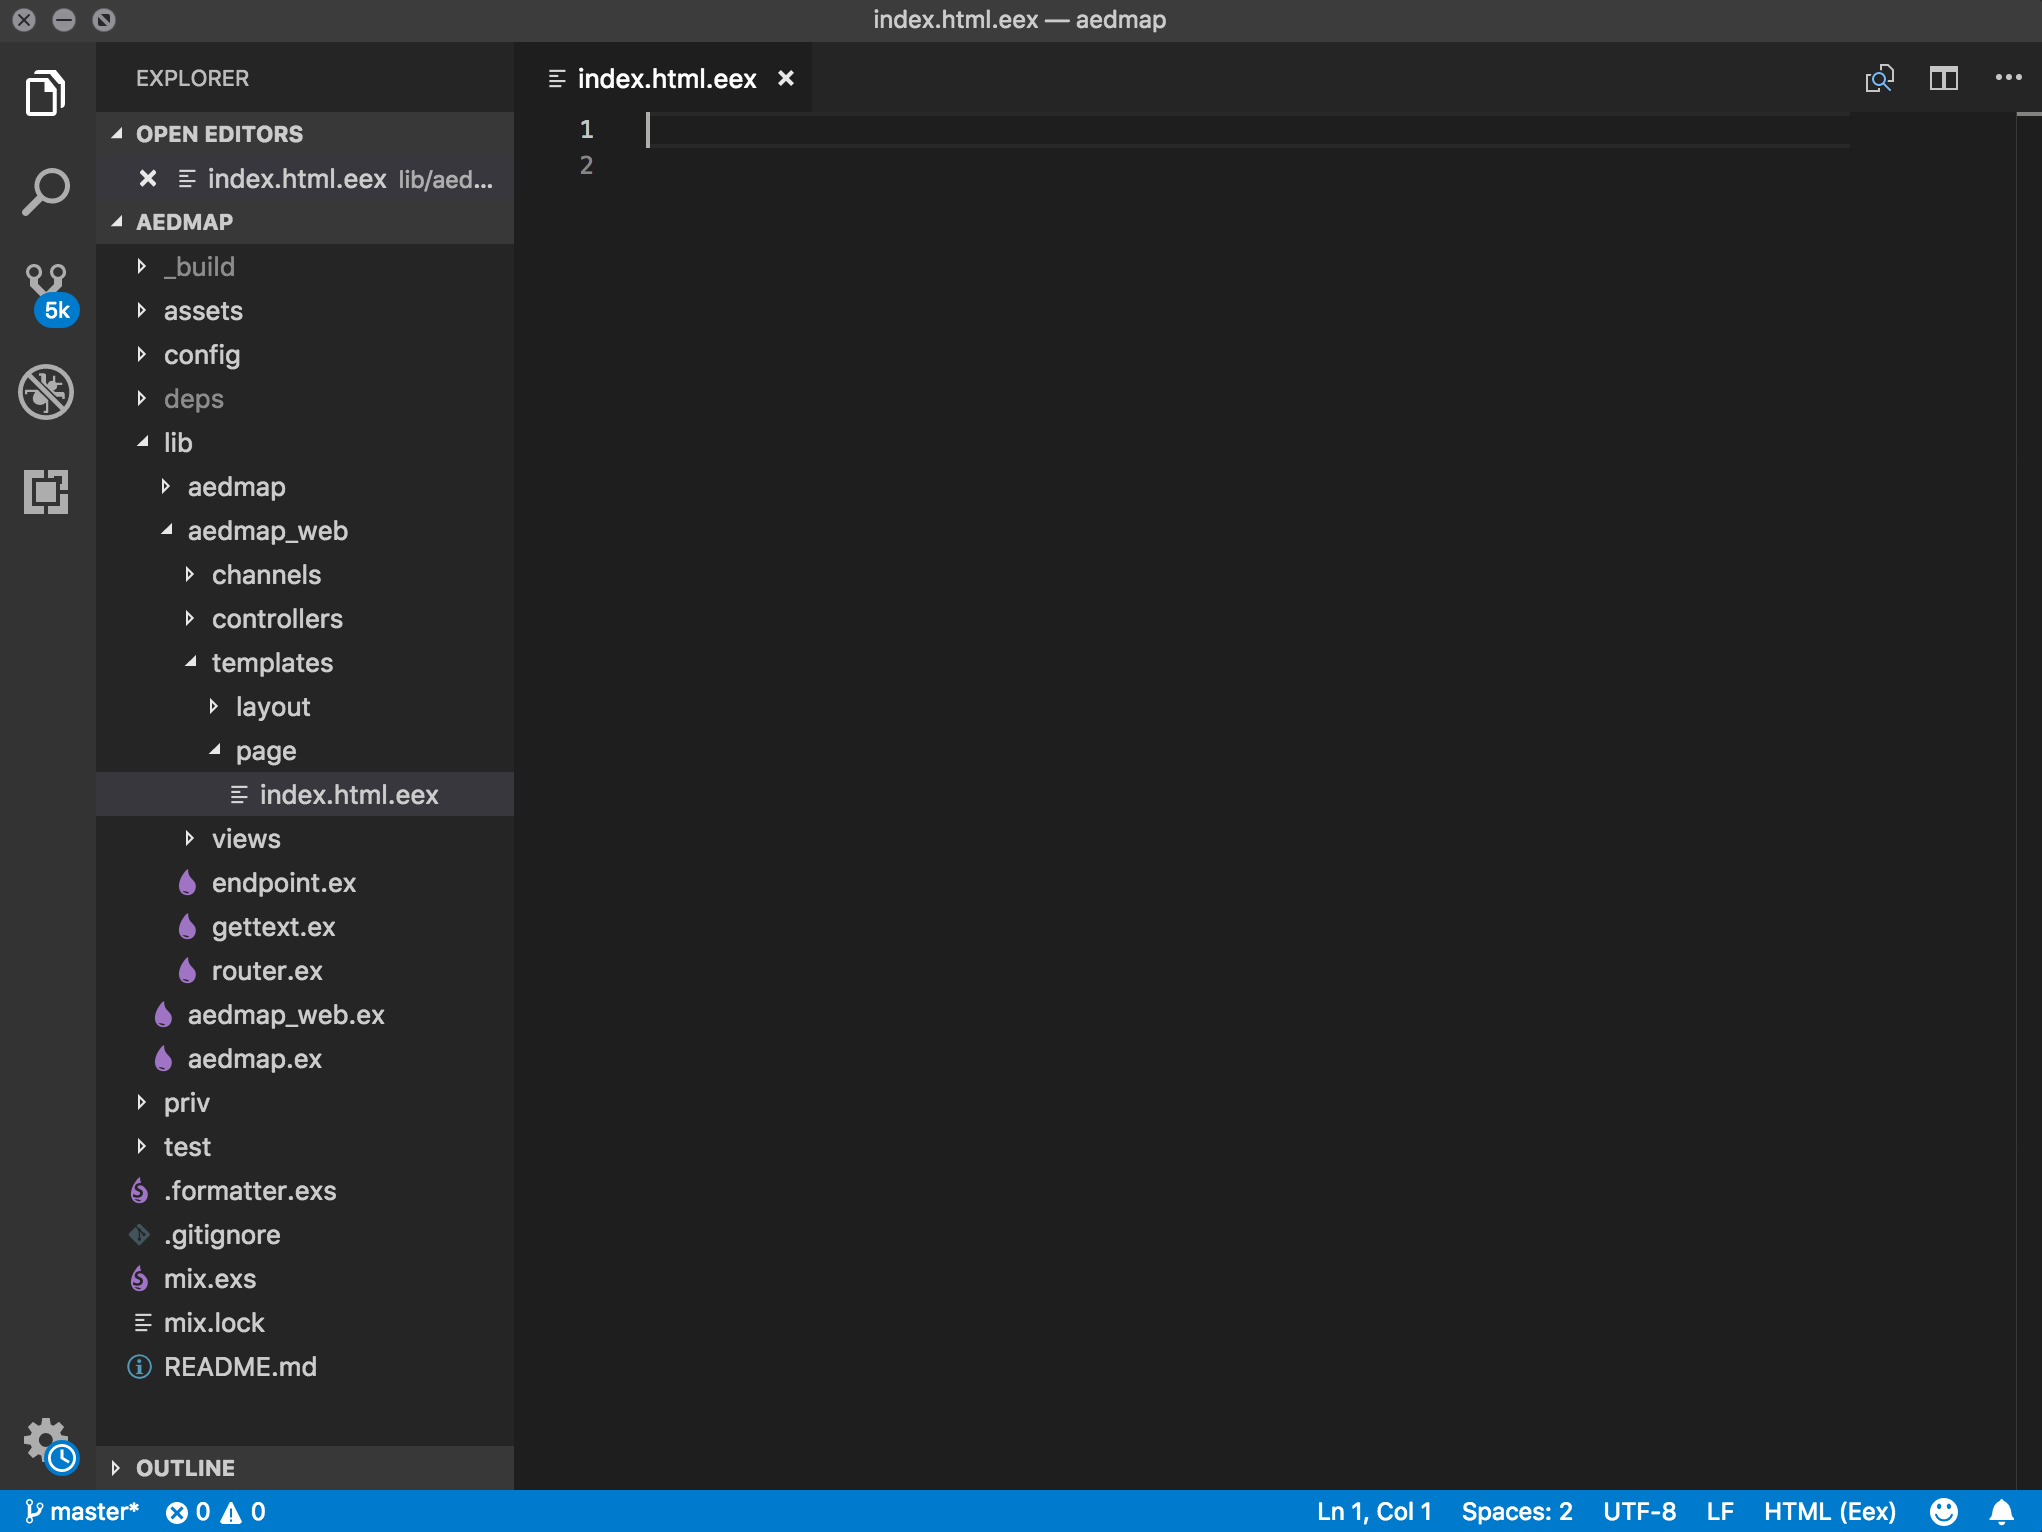 index.html.eex — aedmap
EXPLORER
OPEN EDITORS
index.html.eex lib/aed...
AEDMAP
_build
assets
config
deps
lib
aedmap
aedmap_web
channels
controllers
templates
layout
page
index.html.eex
views
endpoint.ex
gettext.ex
router.ex
aedmap_web.ex
aedmap.ex
priv
test
.formatter.exs
.gitignore
mix.exs
mix.lock
README.md
OUTLINE
5k
index.html.eex
1
2
master* 0 0
Ln 1, Col 1 Spaces: 2 UTF-8 LF HTML (Eex)